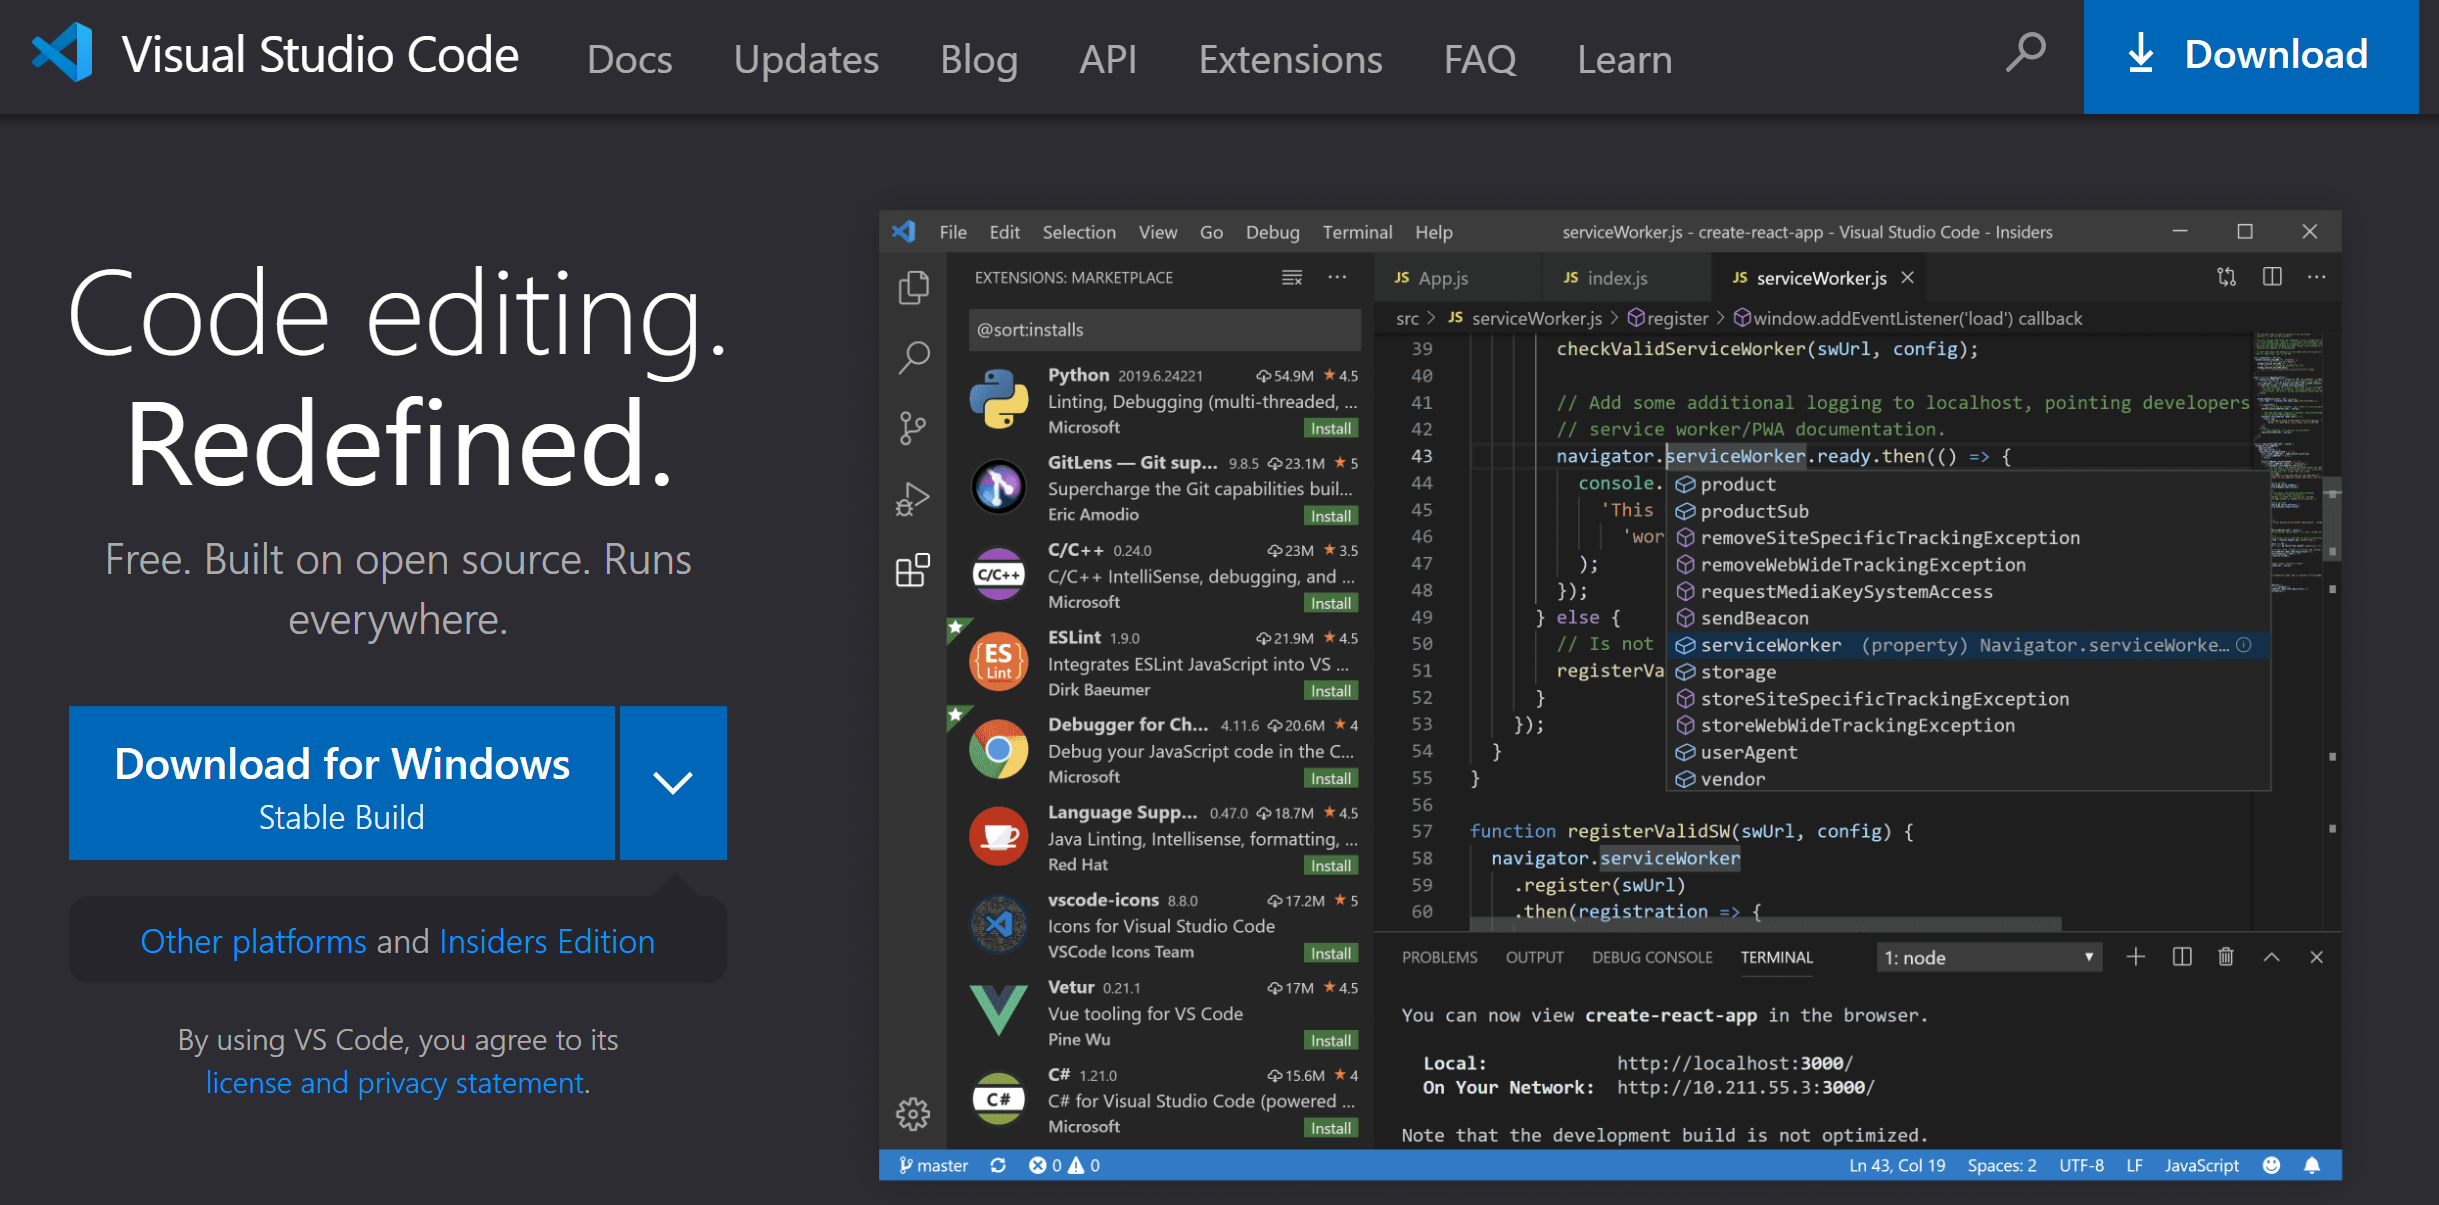 Visual Studio Code
Docs
Updates
Blog
API
Extensions
FAQ
Learn
Download
Code editing.
Redefined.
Free. Built on open source. Runs
everywhere.
Download for Windows
Stable Build
Other platforms and Insiders Edition
By using VS Code, you agree to its
license and privacy statement.
File Edit Selection View Go Debug Terminal Help
serviceWorker.js - create-react-app - Visual Studio Code - Insiders
EXTENSIONS: MARKETPLACE
@sort:installs
Python 2019.6.24221 54.9M 4.5
Linting, Debugging (multi-threaded, ...
Microsoft Install
GitLens — Git sup... 9.8.5 23.1M 5
Supercharge the Git capabilities buil...
Eric Amodio Install
C/C++
C/C++ 0.24.0 23M 3.5
C/C++ IntelliSense, debugging, and ...
Microsoft Install
ES
Lint
ESLint 1.9.0 21.9M 4.5
Integrates ESLint JavaScript into VS ...
Dirk Baeumer Install
Debugger for Ch... 4.11.6 20.6M 4
Debug your JavaScript code in the C...
Microsoft Install
Language Supp... 0.47.0 18.7M 4.5
Java Linting, Intellisense, formatting, ...
Red Hat Install
vscode-icons 8.8.0 17.2M 5
Icons for Visual Studio Code
VSCode Icons Team Install
Vetur 0.21.1 17M 4.5
Vue tooling for VS Code
Pine Wu Install
C#
C# 1.21.0 15.6M 4
C# for Visual Studio Code (powered ...
Microsoft Install
JS App.js
JS index.js
JS serviceWorker.js
src > JS serviceWorker.js > register > window.addEventListener('load') callback
39 checkValidServiceWorker(swUrl, config);
40
41 // Add some additional logging to localhost, pointing developers
42 // service worker/PWA documentation.
43 navigator.serviceWorker.ready.then(() => {
44 console.
45 'This
46 'wor
47 );
48 });
49 } else {
50 // Is not
51 registerVa
52 }
53 });
54 }
55 }
56
57 function registerValidSW(swUrl, config) {
58 navigator.serviceWorker
59 .register(swUrl)
60 .then(registration => {
product
productSub
removeSiteSpecificTrackingException
removeWebWideTrackingException
requestMediaKeySystemAccess
sendBeacon
serviceWorker (property) Navigator.serviceWorke...
storage
storeSiteSpecificTrackingException
storeWebWideTrackingException
userAgent
vendor
PROBLEMS OUTPUT DEBUG CONSOLE TERMINAL
1: node
You can now view create-react-app in the browser.
Local: http://localhost:3000/
On Your Network: http://10.211.55.3:3000/
Note that the development build is not optimized.
master 0 0
Ln 43, Col 19 Spaces: 2 UTF-8 LF JavaScript